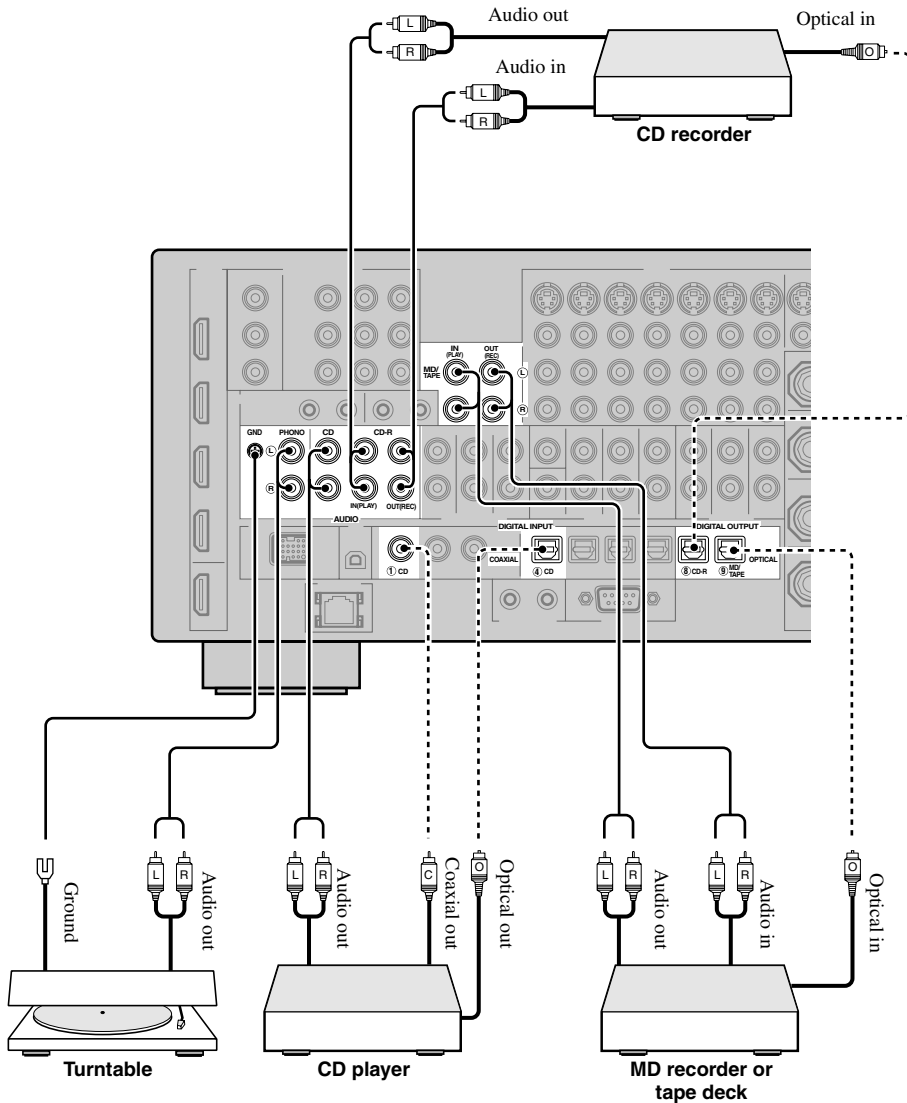 Audio out
Optical in
L
R
O
Audio in
L
R
CD recorder
IN
(PLAY)
OUT
(REC)
MD/
TAPE
L
R
GND
PHONO
CD
CD-R
L
R
IN(PLAY)
OUT(REC)
AUDIO
DIGITAL INPUT
DIGITAL OUTPUT
COAXIAL
OPTICAL
① CD
④ CD
⑧ CD-R
⑨ MD/
TAPE
Ground
L
R
Audio out
L
R
Audio out
C
Coaxial out
O
Optical out
L
R
Audio out
L
R
Audio in
O
Optical in
Turntable
CD player
MD recorder or
tape deck